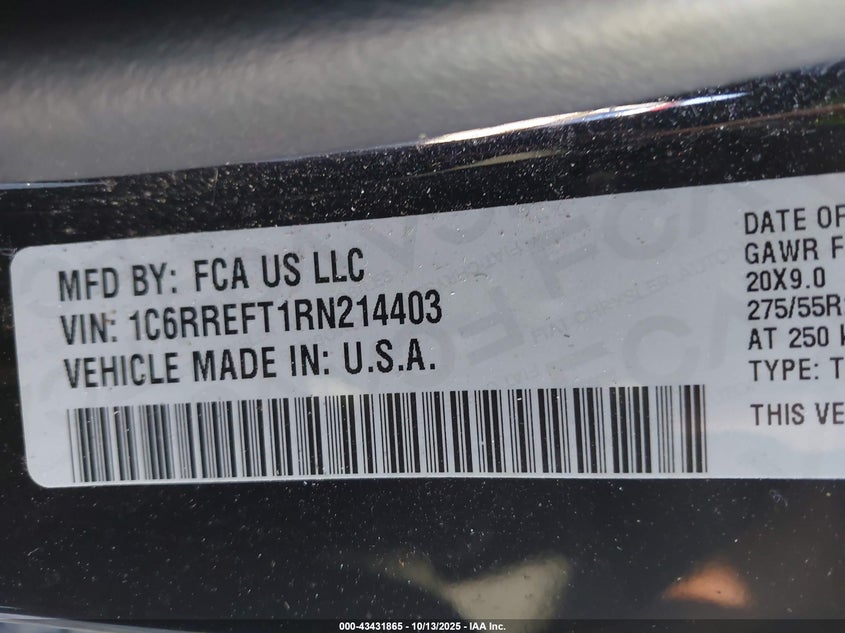 MFD BY: FCA US LLC
VIN: 1C6RREFT1RN214403
VEHICLE MADE IN: U.S.A.
DATE OF
GAWR F
20X9.0
275/55R
AT 250
TYPE: T
THIS VE
000-43431865 | 10/13/2025 | IAA Inc.